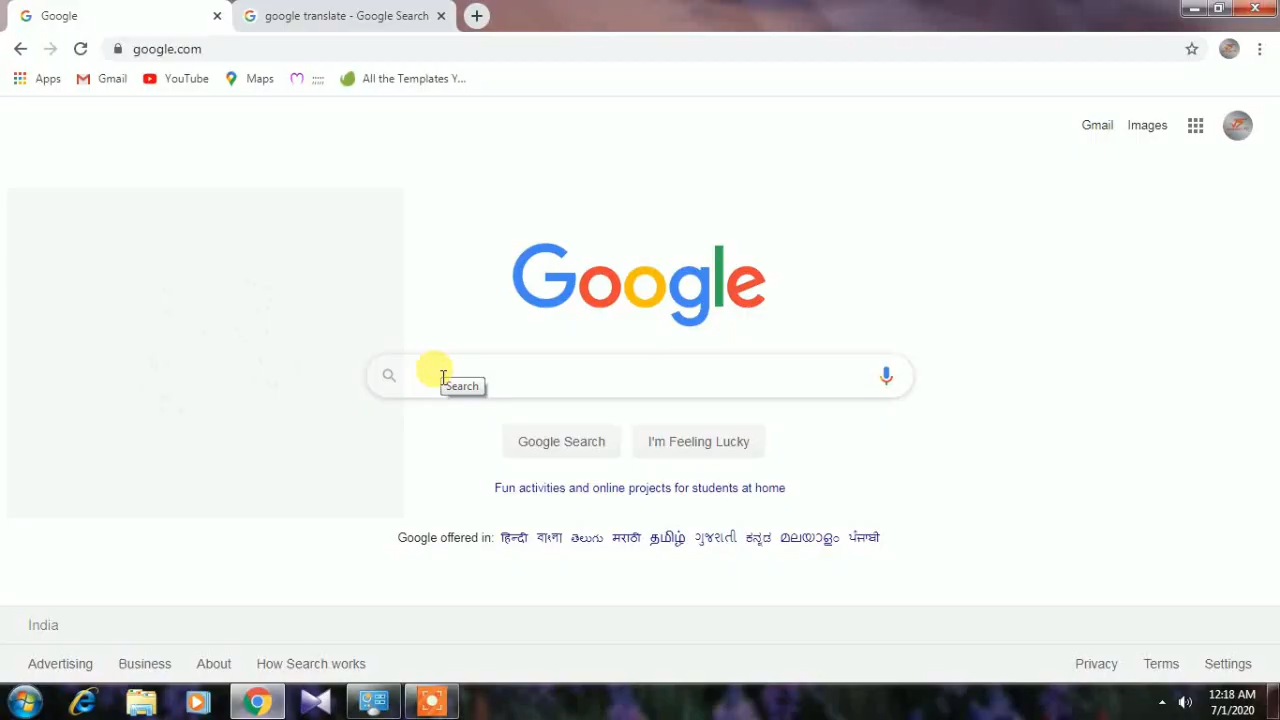 Google
google translate - Google Search
google.com
Apps Gmail YouTube Maps ;;;;; All the Templates Y...
Gmail Images
Google
Search
Google Search I'm Feeling Lucky
Fun activities and online projects for students at home
Google offered in: हिन्दी বাংলা తెలుగు मराठी தமிழ் ગુજરાતી ಕನ್ನಡ മലയാളം ਪੰਜਾਬੀ
India
Advertising Business About How Search works Privacy Terms Settings
12:18 AM
7/1/2020